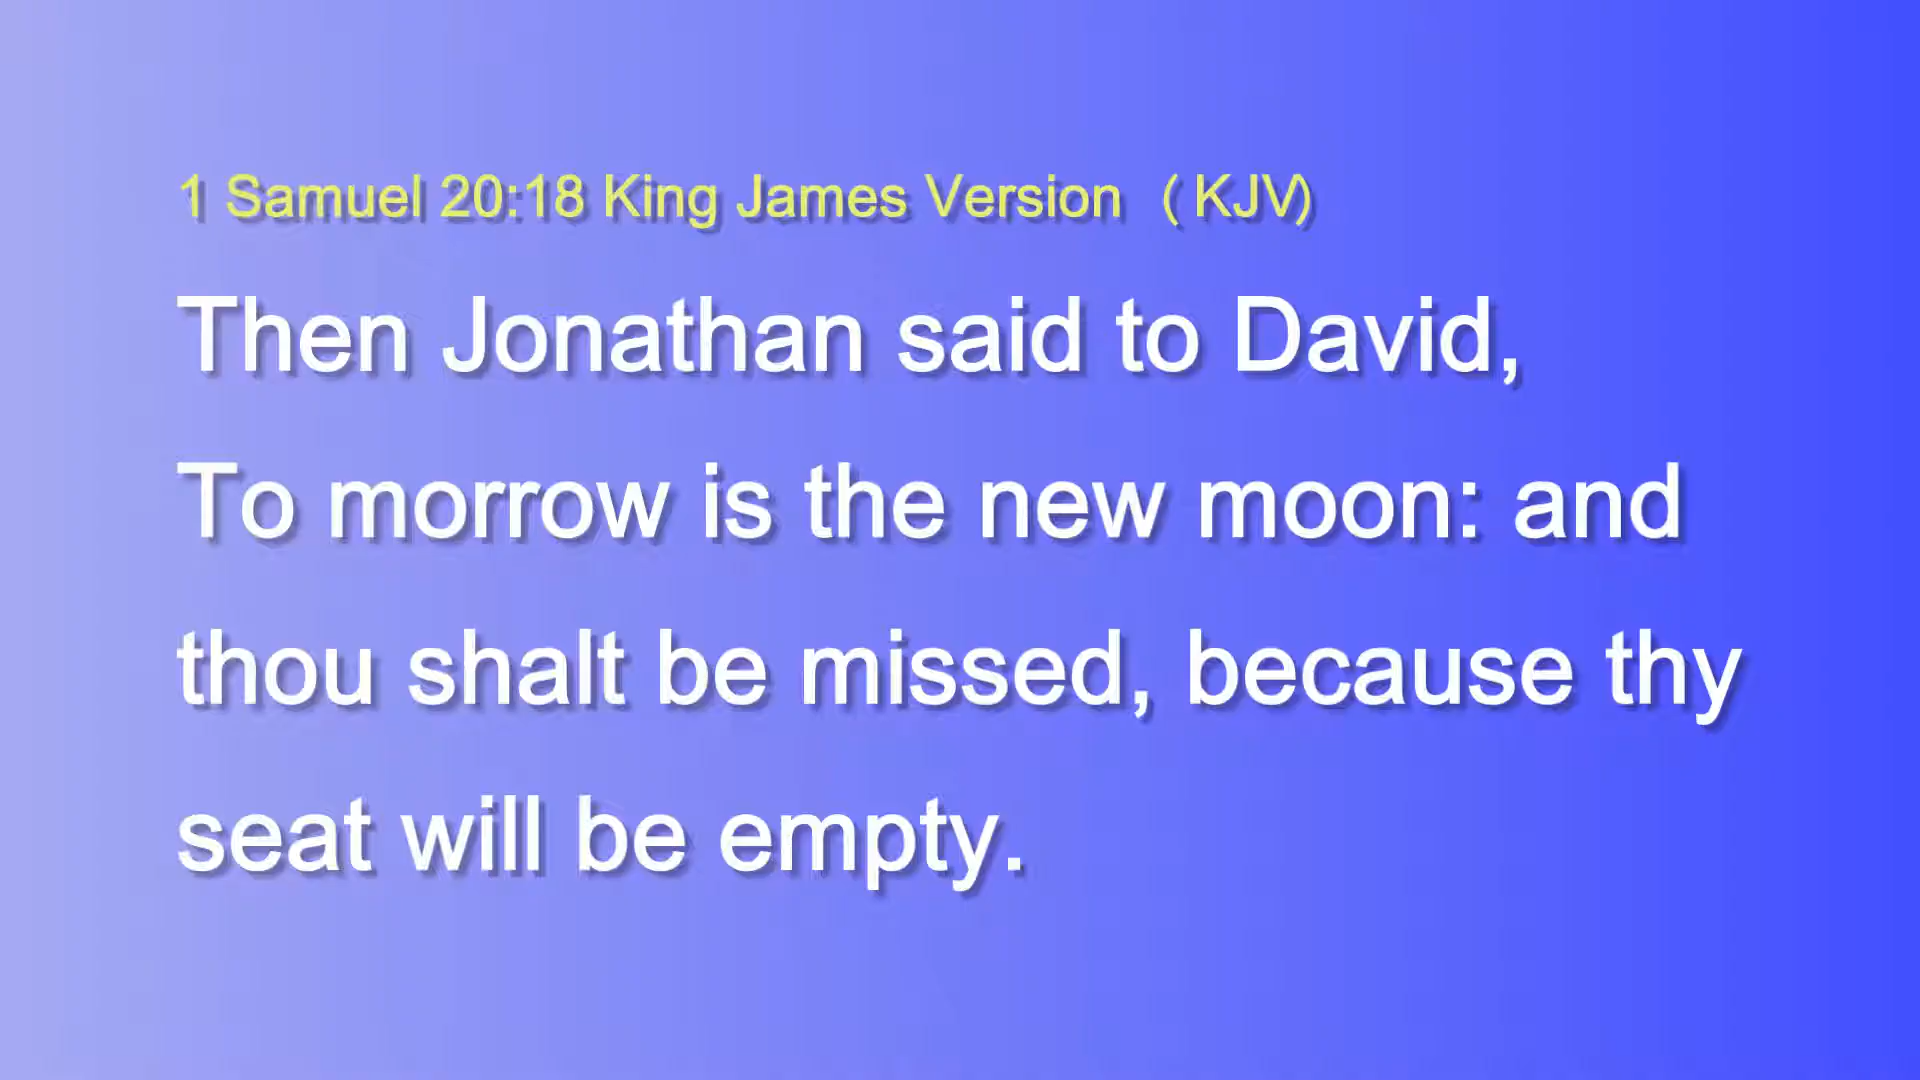 1 Samuel 20:18 King James Version (KJV)
Then Jonathan said to David,
To morrow is the new moon: and
thou shalt be missed, because thy
seat will be empty.